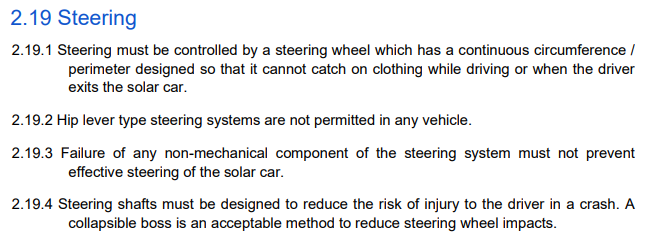 2.19 Steering
2.19.1 Steering must be controlled by a steering wheel which has a continuous circumference /
perimeter designed so that it cannot catch on clothing while driving or when the driver
exits the solar car.
2.19.2 Hip lever type steering systems are not permitted in any vehicle.
2.19.3 Failure of any non-mechanical component of the steering system must not prevent
effective steering of the solar car.
2.19.4 Steering shafts must be designed to reduce the risk of injury to the driver in a crash. A
collapsible boss is an acceptable method to reduce steering wheel impacts.